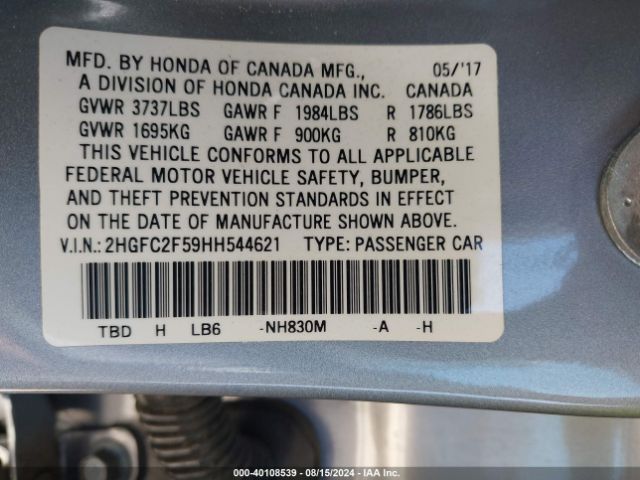 MFD. BY HONDA OF CANADA MFG., 05/'17
A DIVISION OF HONDA CANADA INC. CANADA
GVWR 3737LBS GAWR F 1984LBS R 1786LBS
GVWR 1695KG GAWR F 900KG R 810KG
THIS VEHICLE CONFORMS TO ALL APPLICABLE
FEDERAL MOTOR VEHICLE SAFETY, BUMPER,
AND THEFT PREVENTION STANDARDS IN EFFECT
ON THE DATE OF MANUFACTURE SHOWN ABOVE.
V.I.N.: 2HGFC2F59HH544621 TYPE: PASSENGER CAR
TBD H LB6 -NH830M -A -H
000-40108539 - 08/15/2024 - IAA Inc.